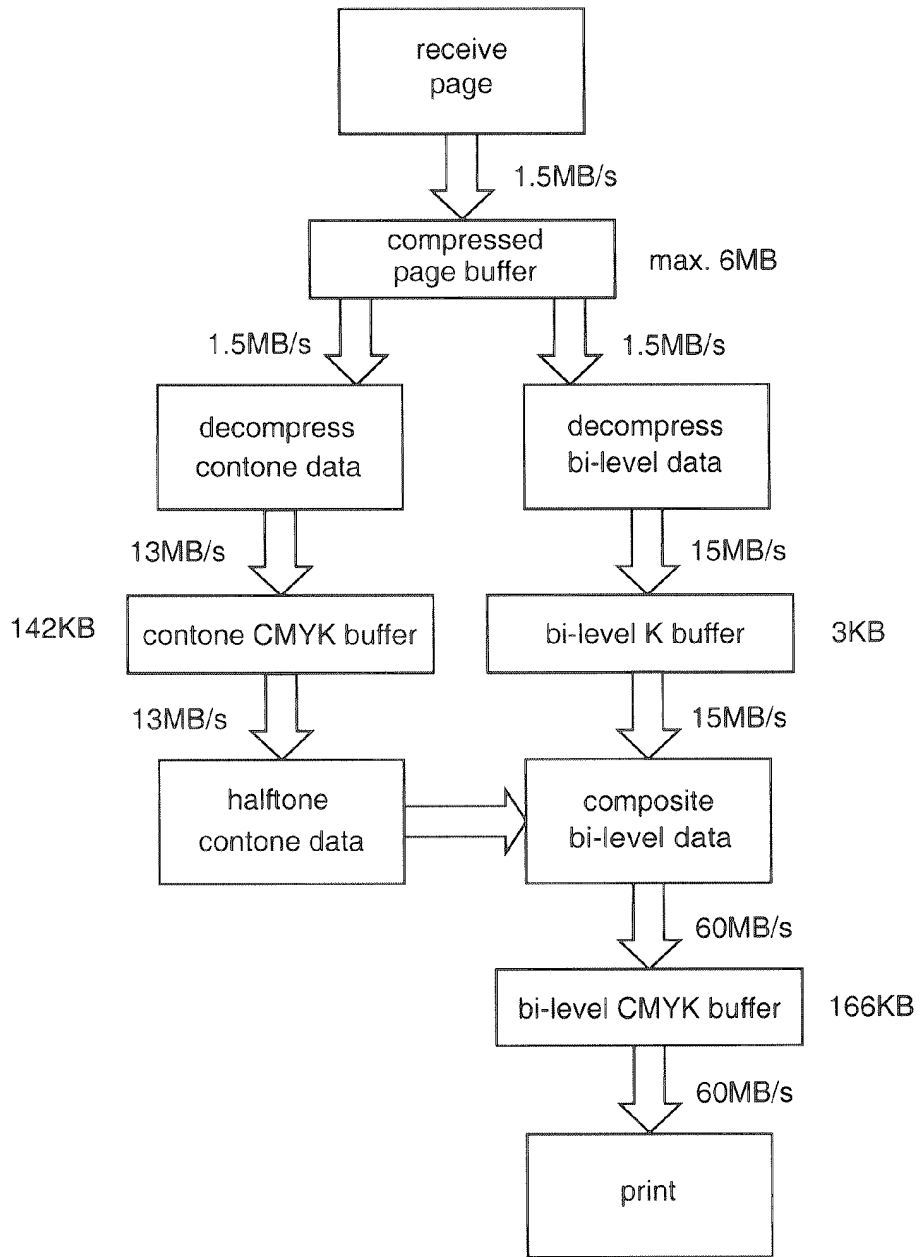 receive
page
1.5MB/s
compressed
page buffer
max. 6MB
1.5MB/s
1.5MB/s
decompress
contone data
decompress
bi-level data
13MB/s
15MB/s
142KB
contone CMYK buffer
bi-level K buffer
3KB
13MB/s
15MB/s
halftone
contone data
composite
bi-level data
60MB/s
bi-level CMYK buffer
166KB
60MB/s
print